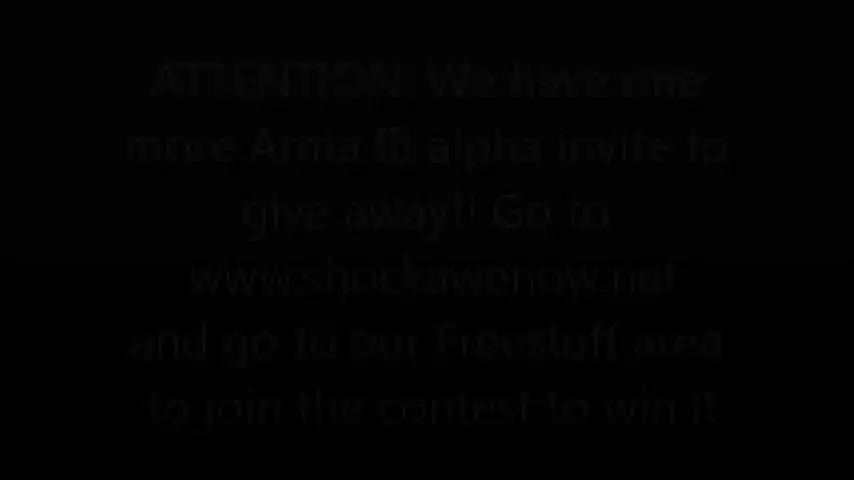 ATTENTION! We have one
more Arma III alpha invite to
give away!! Go to
www.shockawenow.net
and go to our Freestuff area
to join the contest to win it